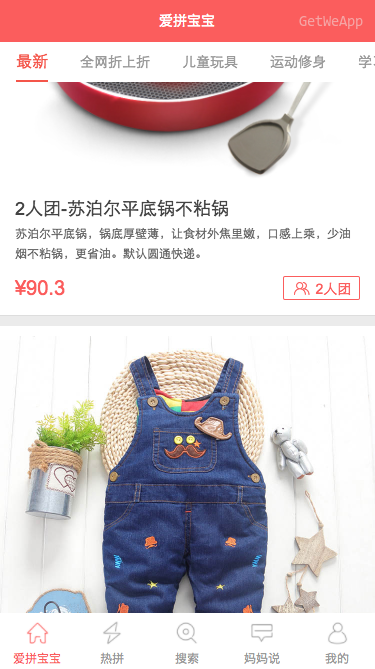 爱拼宝宝
GetWeApp
最新 全网折上折 儿童玩具 运动修身
2人团-苏泊尔平底锅不粘锅
苏泊尔平底锅，锅底厚壁薄，让食材外焦里嫩，口感上乘，少油
烟不粘锅，更省油。默认圆通快递。
¥90.3 2人团
爱拼宝宝 热拼 搜索 妈妈说 我的